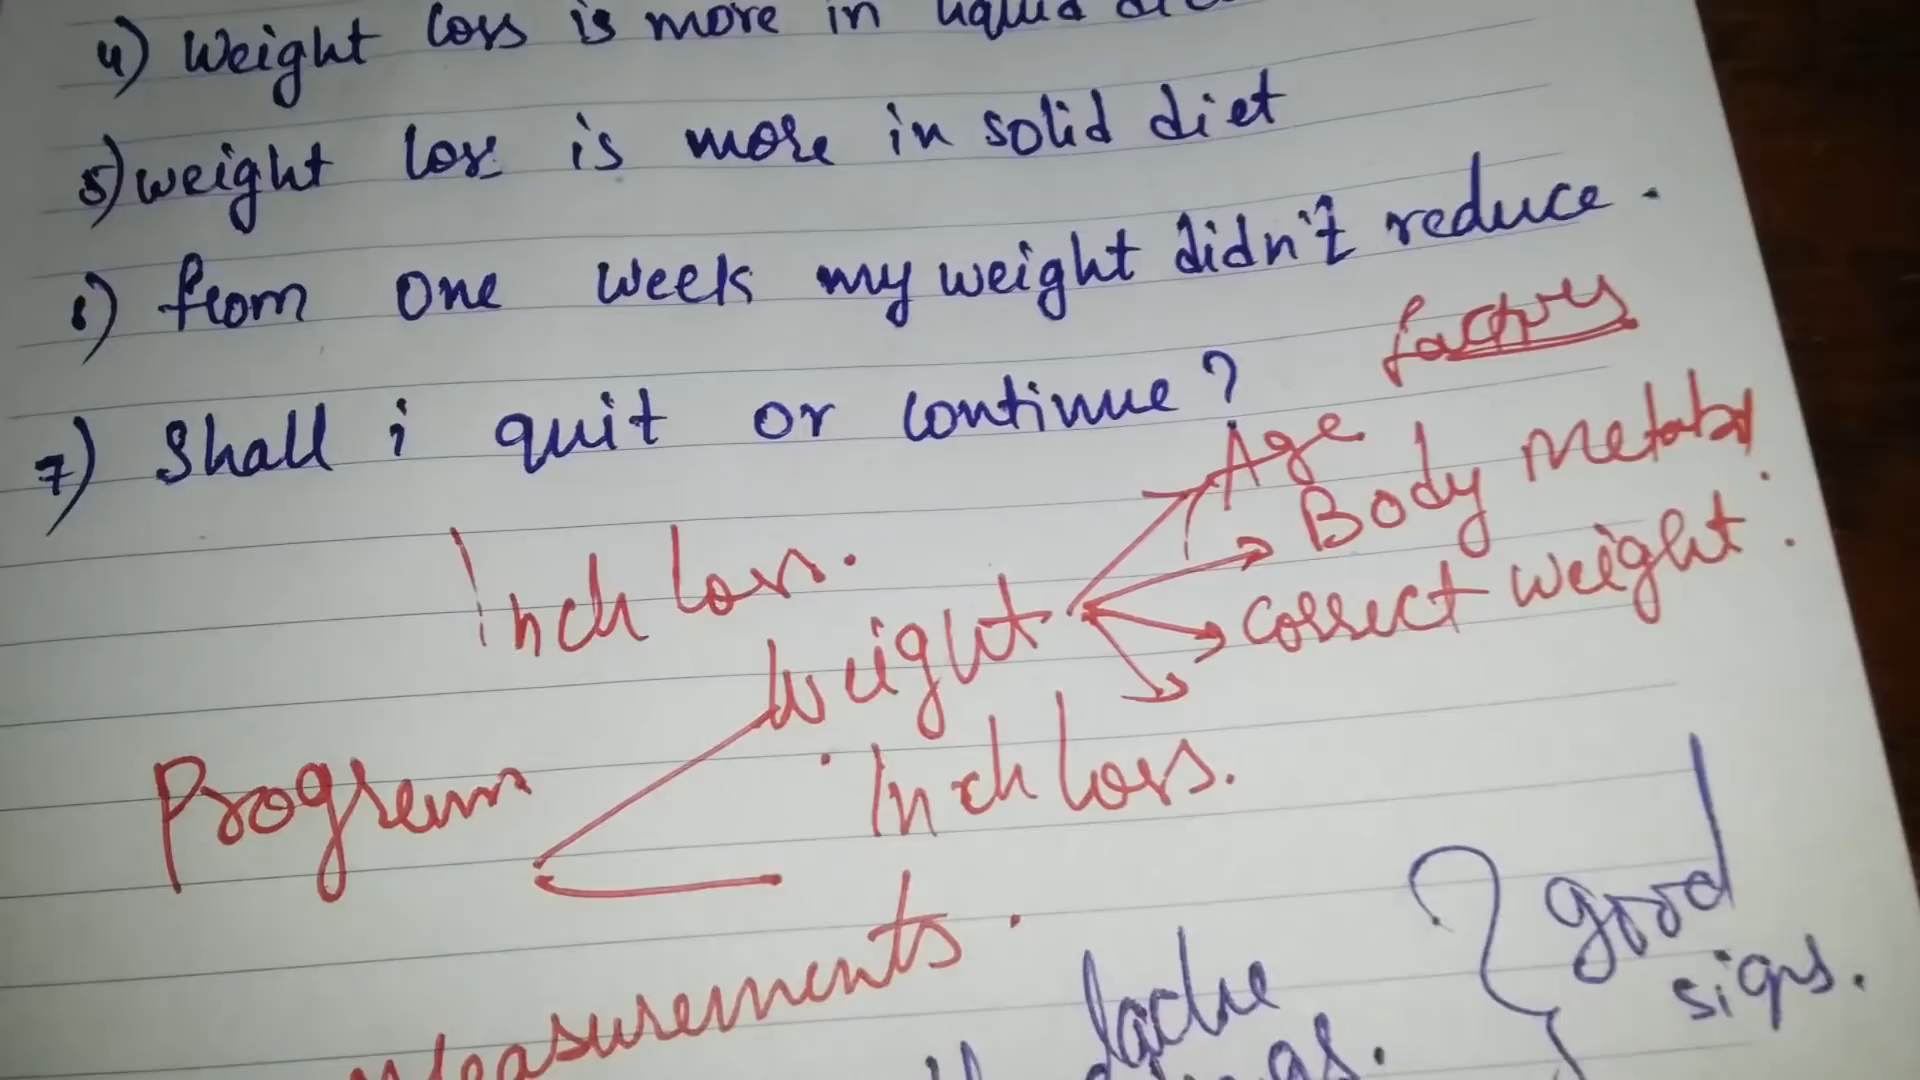 4) Weight loss is more in liquid
5) weight loss is more in solid diet
6) from one week my weight didn't reduce.
factors
7) Shall i quit or continue?
Age
Body Metabol
Inch loss.
Correct weight.
Weight
Program
Inch loss.
good
signs.
Measurements.